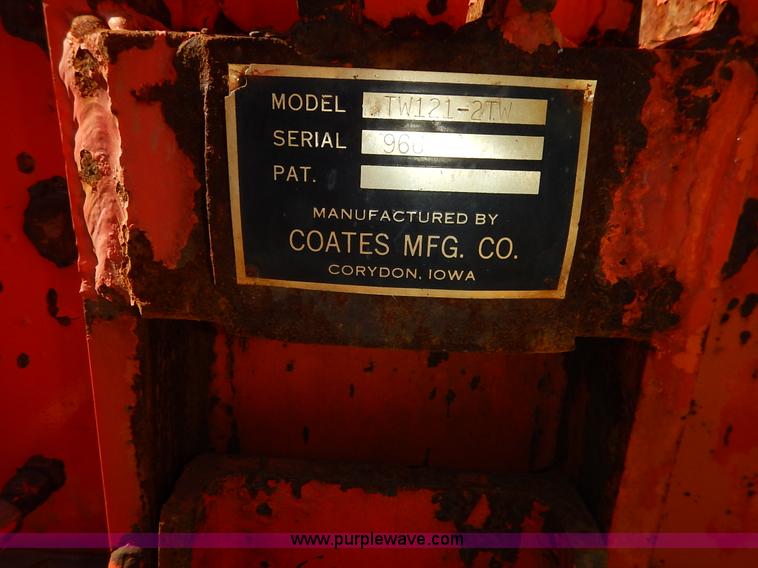 MODEL TW121-2TW
SERIAL 960
PAT.
MANUFACTURED BY
COATES MFG. CO.
CORYDON, IOWA
www.purplewave.com